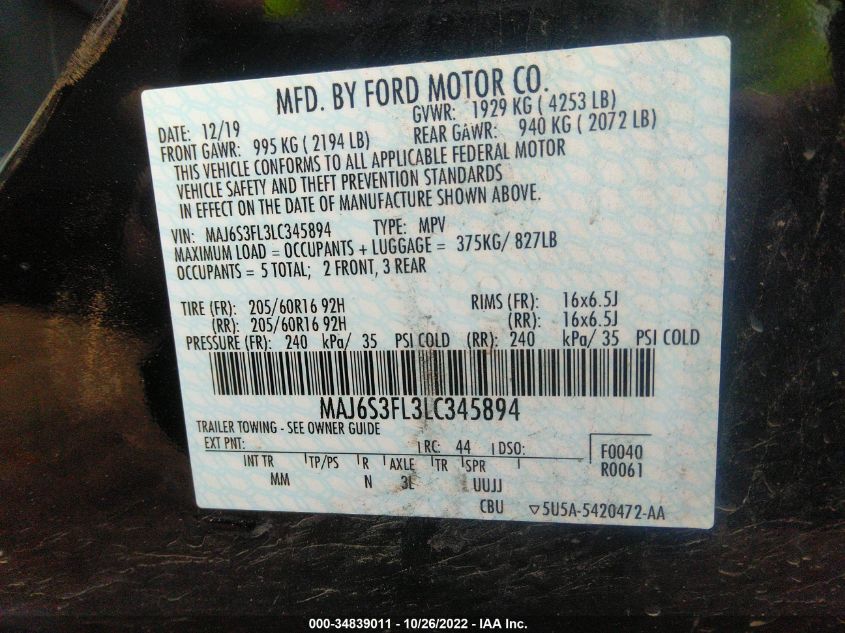 MFD. BY FORD MOTOR CO.
DATE: 12/19 GVWR: 1929 KG ( 4253 LB)
FRONT GAWR: 995 KG ( 2194 LB) REAR GAWR: 940 KG ( 2072 LB)
THIS VEHICLE CONFORMS TO ALL APPLICABLE FEDERAL MOTOR
VEHICLE SAFETY AND THEFT PREVENTION STANDARDS
IN EFFECT ON THE DATE OF MANUFACTURE SHOWN ABOVE.
VIN: MAJ6S3FL3LC345894 TYPE: MPV
MAXIMUM LOAD = OCCUPANTS + LUGGAGE = 375KG/ 827LB
OCCUPANTS = 5 TOTAL; 2 FRONT, 3 REAR
TIRE (FR): 205/60R16 92H RIMS (FR): 16x6.5J
(RR): 205/60R16 92H (RR): 16x6.5J
PRESSURE (FR): 240 kPa/ 35 PSI COLD (RR): 240 kPa/ 35 PSI COLD
MAJ6S3FL3LC345894
TRAILER TOWING - SEE OWNER GUIDE
EXT PNT: RC: 44 DSO: F0040
INT TR TP/PS R AXLE TR SPR R0061
MM N 3L UUJJ
CBU ▽5U5A-5420472-AA
000-34839011 - 10/26/2022 - IAA Inc.